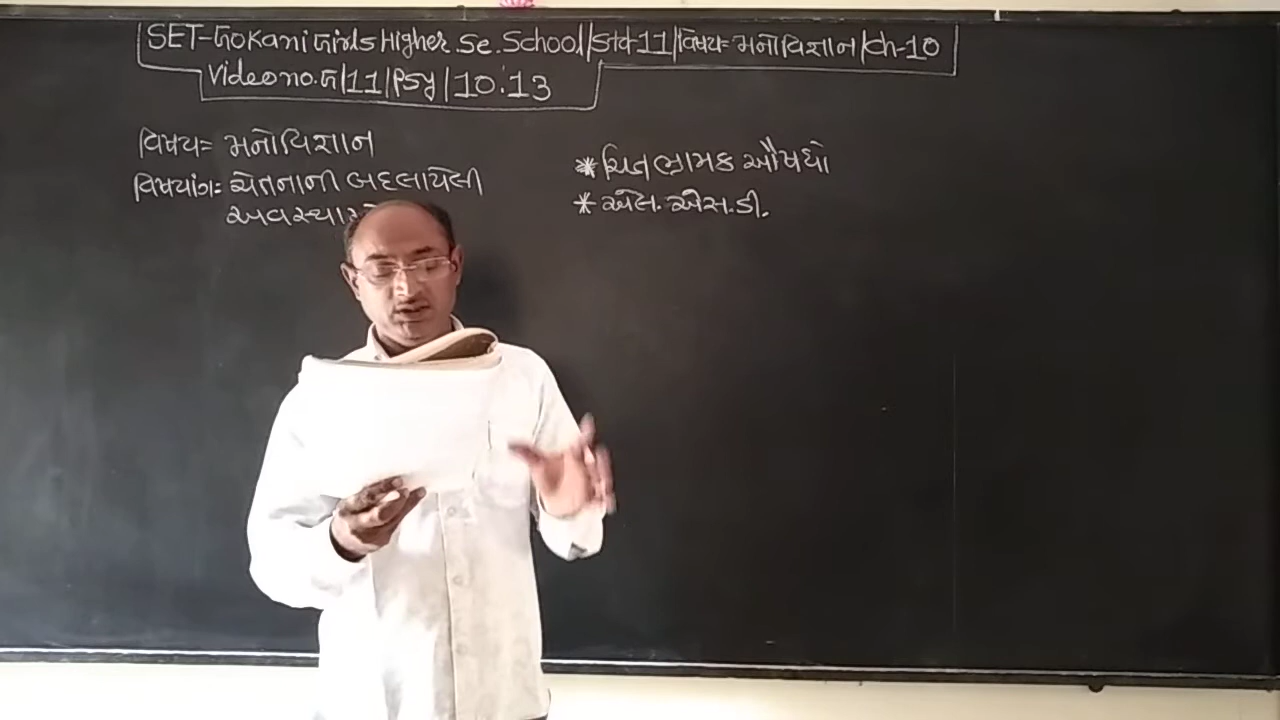 SET-Gokani Girls Higher.Se.School/Std-11/વિષય=મનોવિજ્ઞાન/Ch-10
Video no.G/11/Psy/10.13
વિષય= મનોવિજ્ઞાન
વિષયાંગ= ચેતનાની બદલાયેલી
*ચિત્તભ્રામક ઔષધો
*એલ.એસ.ડી.